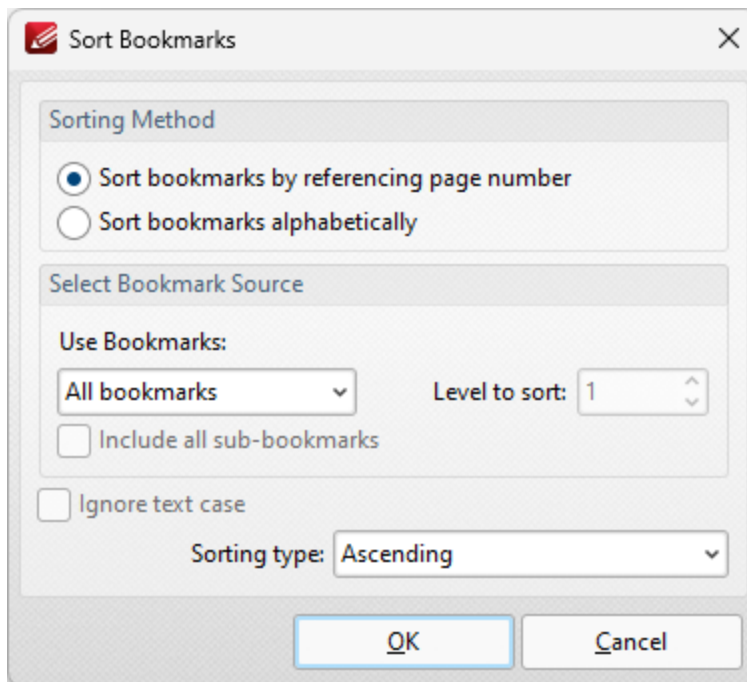 Sort Bookmarks
Sorting Method
Sort bookmarks by referencing page number
Sort bookmarks alphabetically
Select Bookmark Source
Use Bookmarks:
All bookmarks Level to sort: 1
Include all sub-bookmarks
Ignore text case
Sorting type: Ascending
OK Cancel